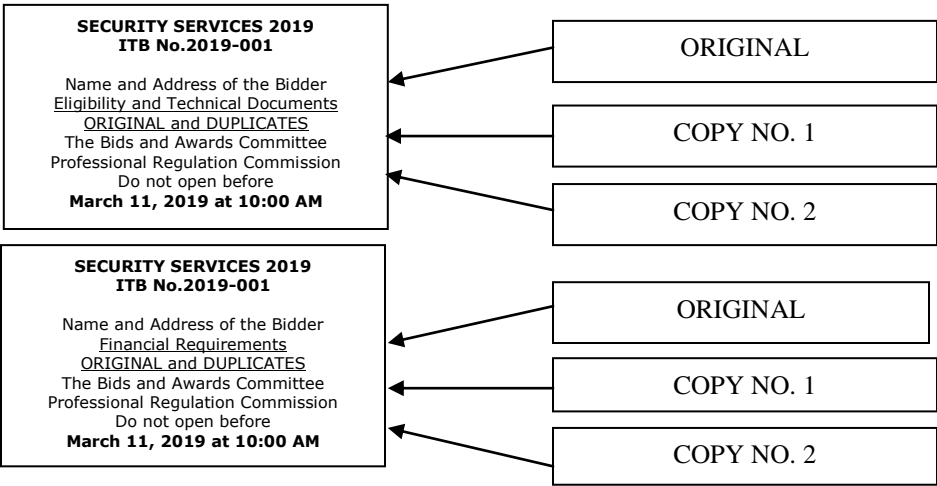 SECURITY SERVICES 2019
ITB No.2019-001
Name and Address of the Bidder
Eligibility and Technical Documents
ORIGINAL and DUPLICATES
The Bids and Awards Committee
Professional Regulation Commission
Do not open before
March 11, 2019 at 10:00 AM
ORIGINAL
COPY NO. 1
COPY NO. 2
SECURITY SERVICES 2019
ITB No.2019-001
Name and Address of the Bidder
Financial Requirements
ORIGINAL and DUPLICATES
The Bids and Awards Committee
Professional Regulation Commission
Do not open before
March 11, 2019 at 10:00 AM
ORIGINAL
COPY NO. 1
COPY NO. 2